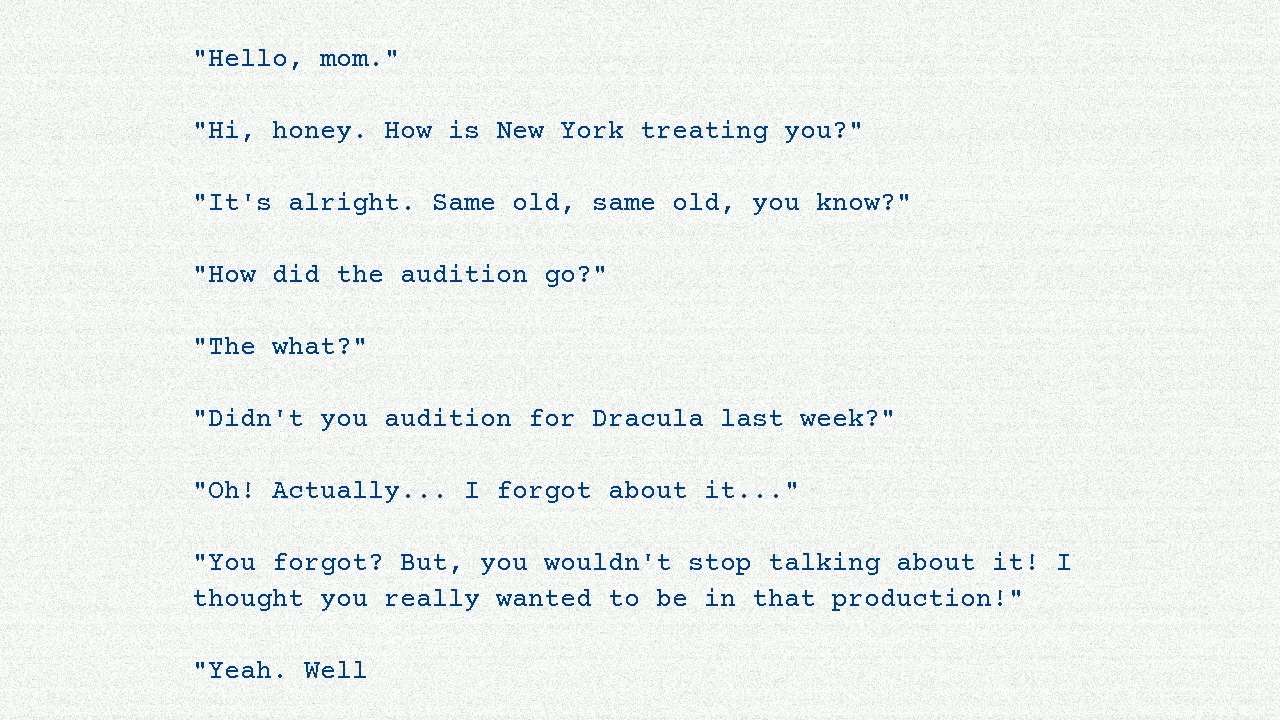 "Hello, mom."
"Hi, honey. How is New York treating you?"
"It's alright. Same old, same old, you know?"
"How did the audition go?"
"The what?"
"Didn't you audition for Dracula last week?"
"Oh! Actually... I forgot about it..."
"You forgot? But, you wouldn't stop talking about it! I
thought you really wanted to be in that production!"
"Yeah. Well